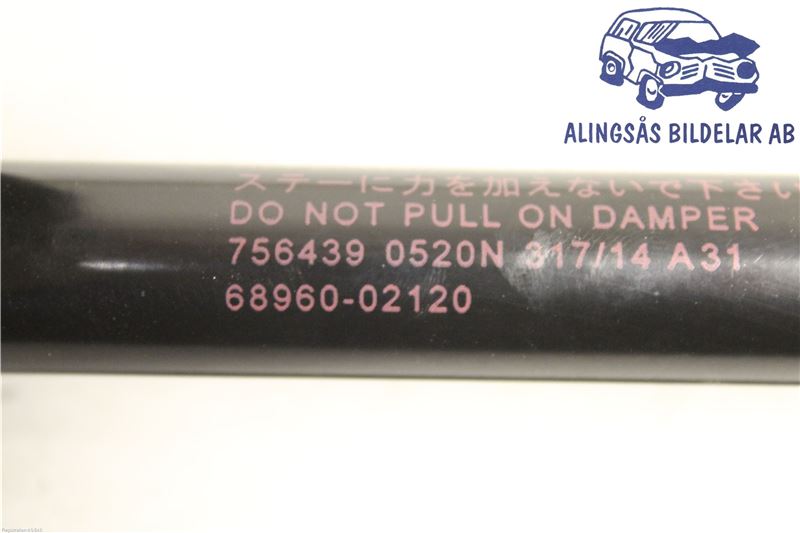 ALINGSÅS BILDELAR AB
ステーに力を加えないで下さい
DO NOT PULL ON DAMPER
756439 0520N 317/14 A31
68960-02120